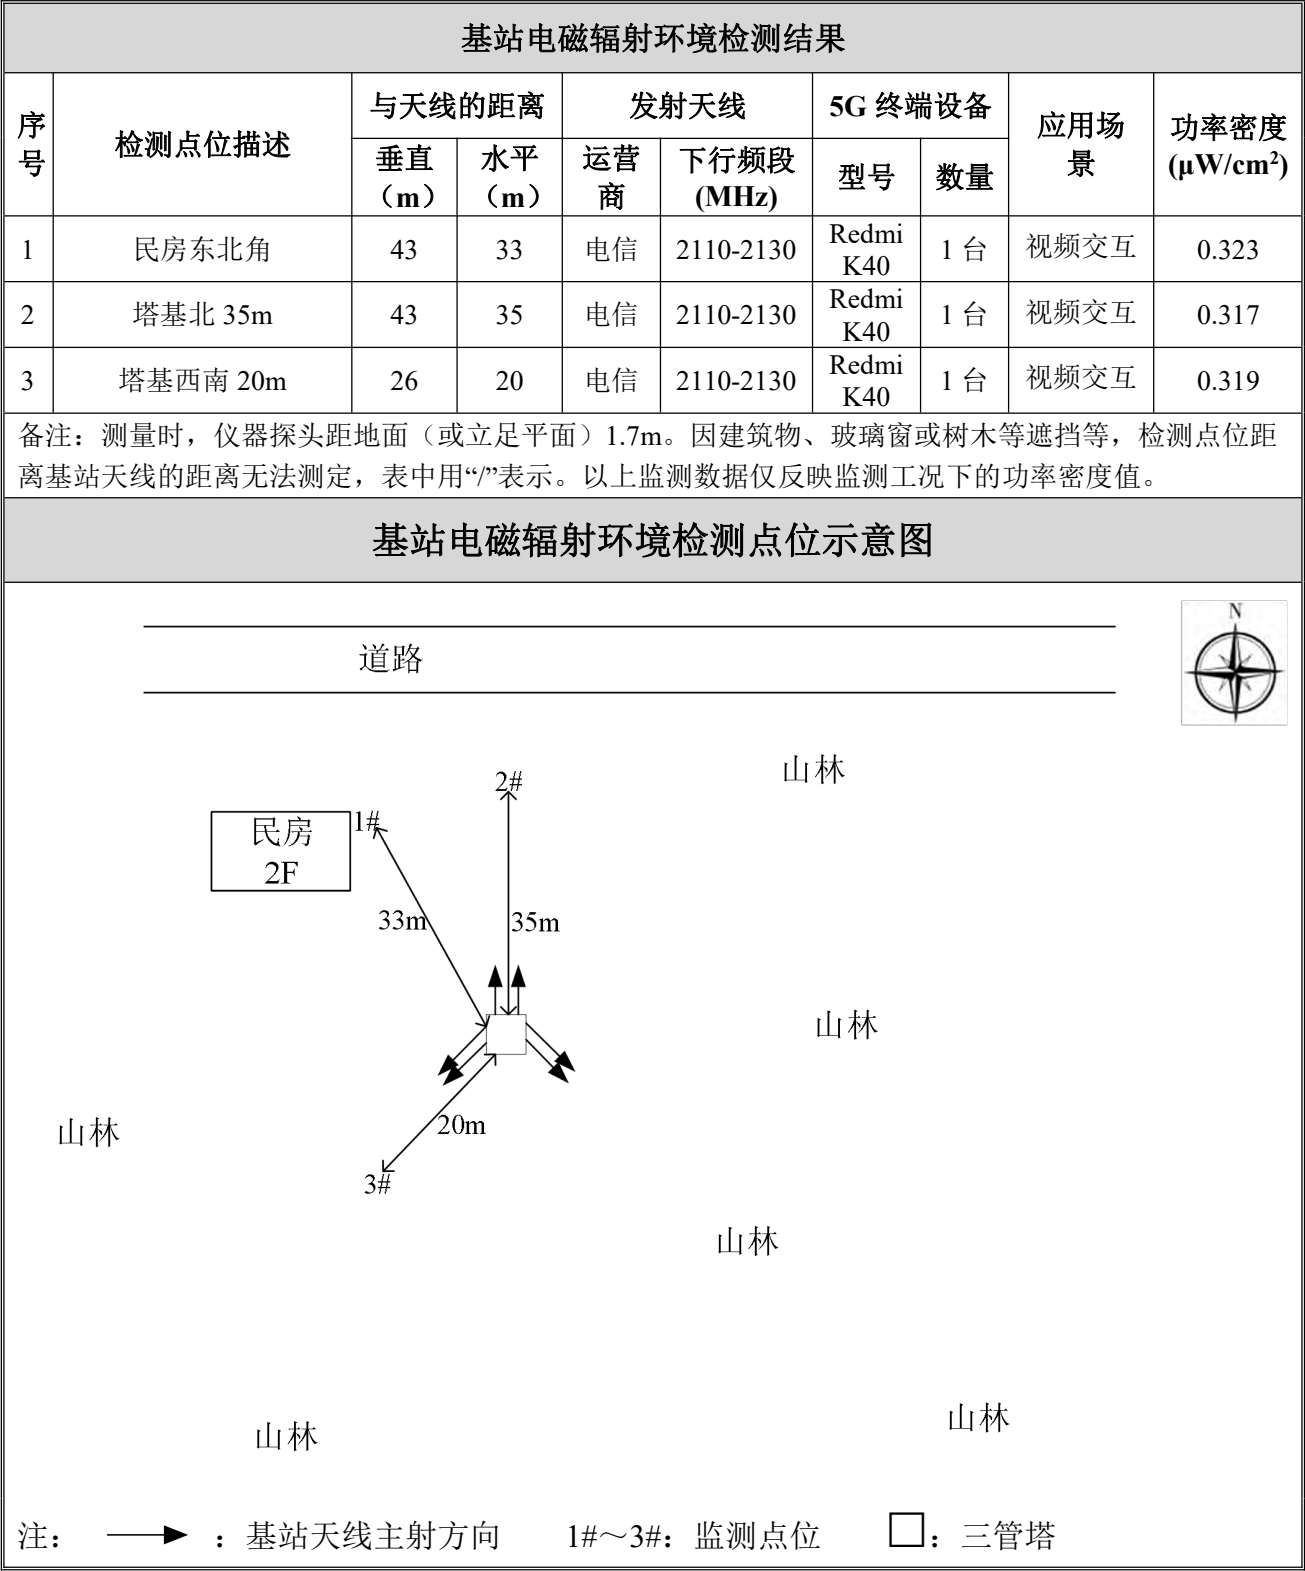 基站电磁辐射环境检测结果
序号 检测点位描述 与天线的距离 发射天线 5G 终端设备 应用场景 功率密度(μW/cm²)
垂直（m） 水平（m） 运营商 下行频段(MHz) 型号 数量
1 民房东北角 43 33 电信 2110-2130 Redmi K40 1 台 视频交互 0.323
2 塔基北 35m 43 35 电信 2110-2130 Redmi K40 1 台 视频交互 0.317
3 塔基西南 20m 26 20 电信 2110-2130 Redmi K40 1 台 视频交互 0.319
备注：测量时，仪器探头距地面（或立足平面）1.7m。因建筑物、玻璃窗或树木等遮挡等，检测点位距
离基站天线的距离无法测定，表中用“/”表示。以上监测数据仅反映监测工况下的功率密度值。
基站电磁辐射环境检测点位示意图
N
道路
山林
2#
1#
民房
2F
33m
35m
山林
20m
山林
3#
山林
山林
山林
注： ：基站天线主射方向 1#～3#：监测点位 ：三管塔